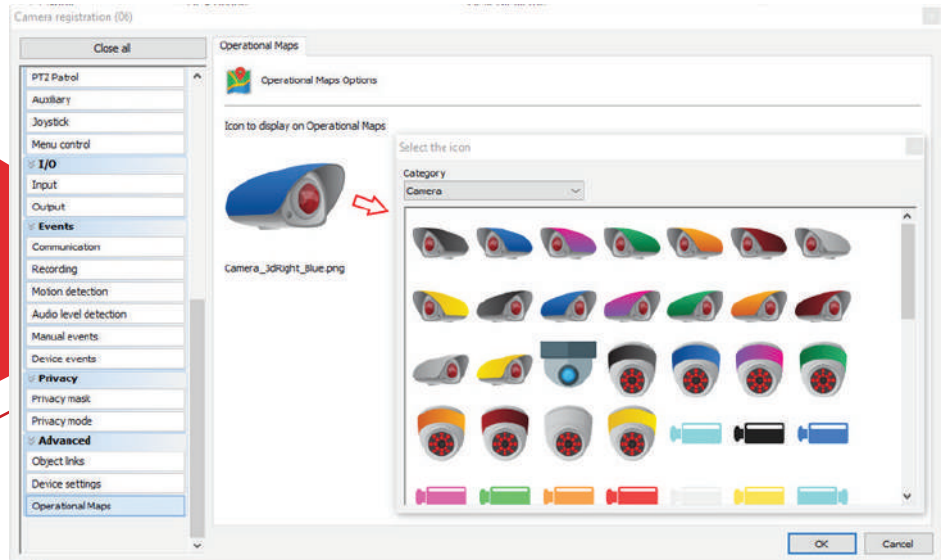 Camera registration (06)
Close all
PTZ Patrol
Auxiliary
Joystick
Menu control
I/O
Input
Output
Events
Communication
Recording
Motion detection
Audio level detection
Manual events
Device events
Privacy
Privacy mask
Privacy mode
Advanced
Object links
Device settings
Operational Maps
Operational Maps
Operational Maps Options
Icon to display on Operational Maps
Camera_3dRight_Blue.png
Select the icon
Category
Camera
OK
Cancel